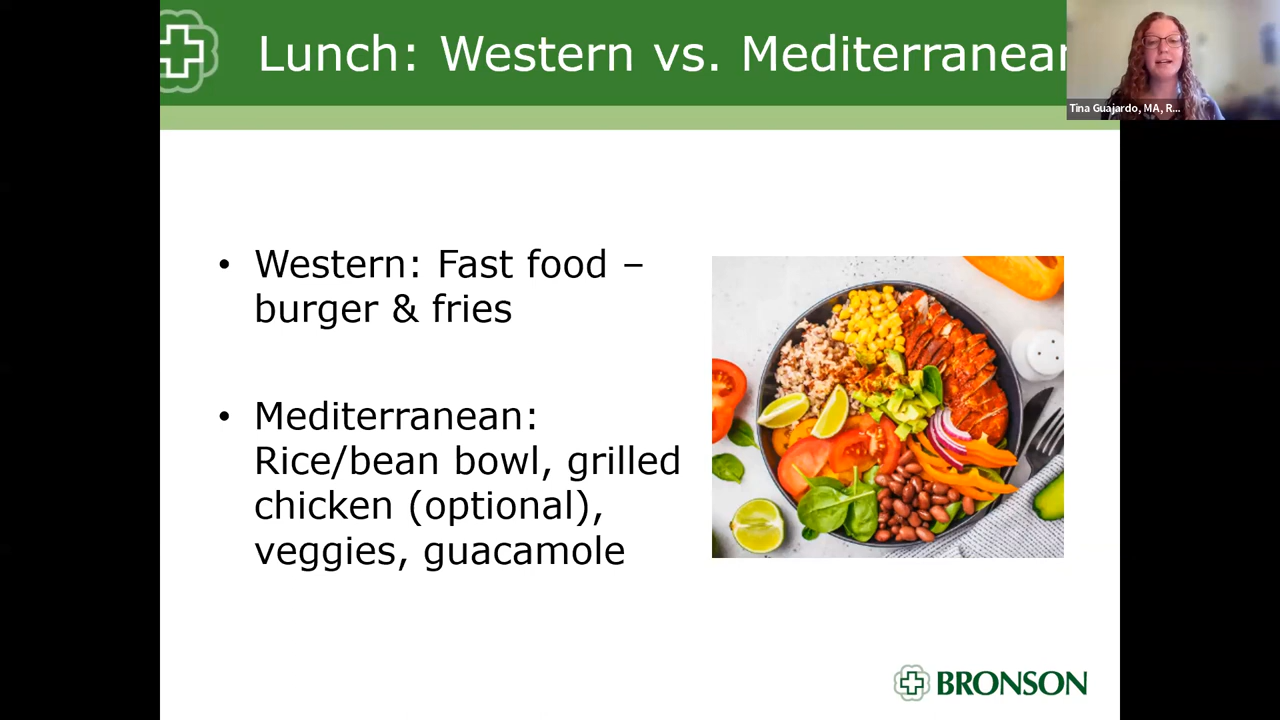 Lunch: Western vs. Mediterranean
Tina Guajardo, MA, R...
• Western: Fast food –
burger & fries
• Mediterranean:
Rice/bean bowl, grilled
chicken (optional),
veggies, guacamole
BRONSON